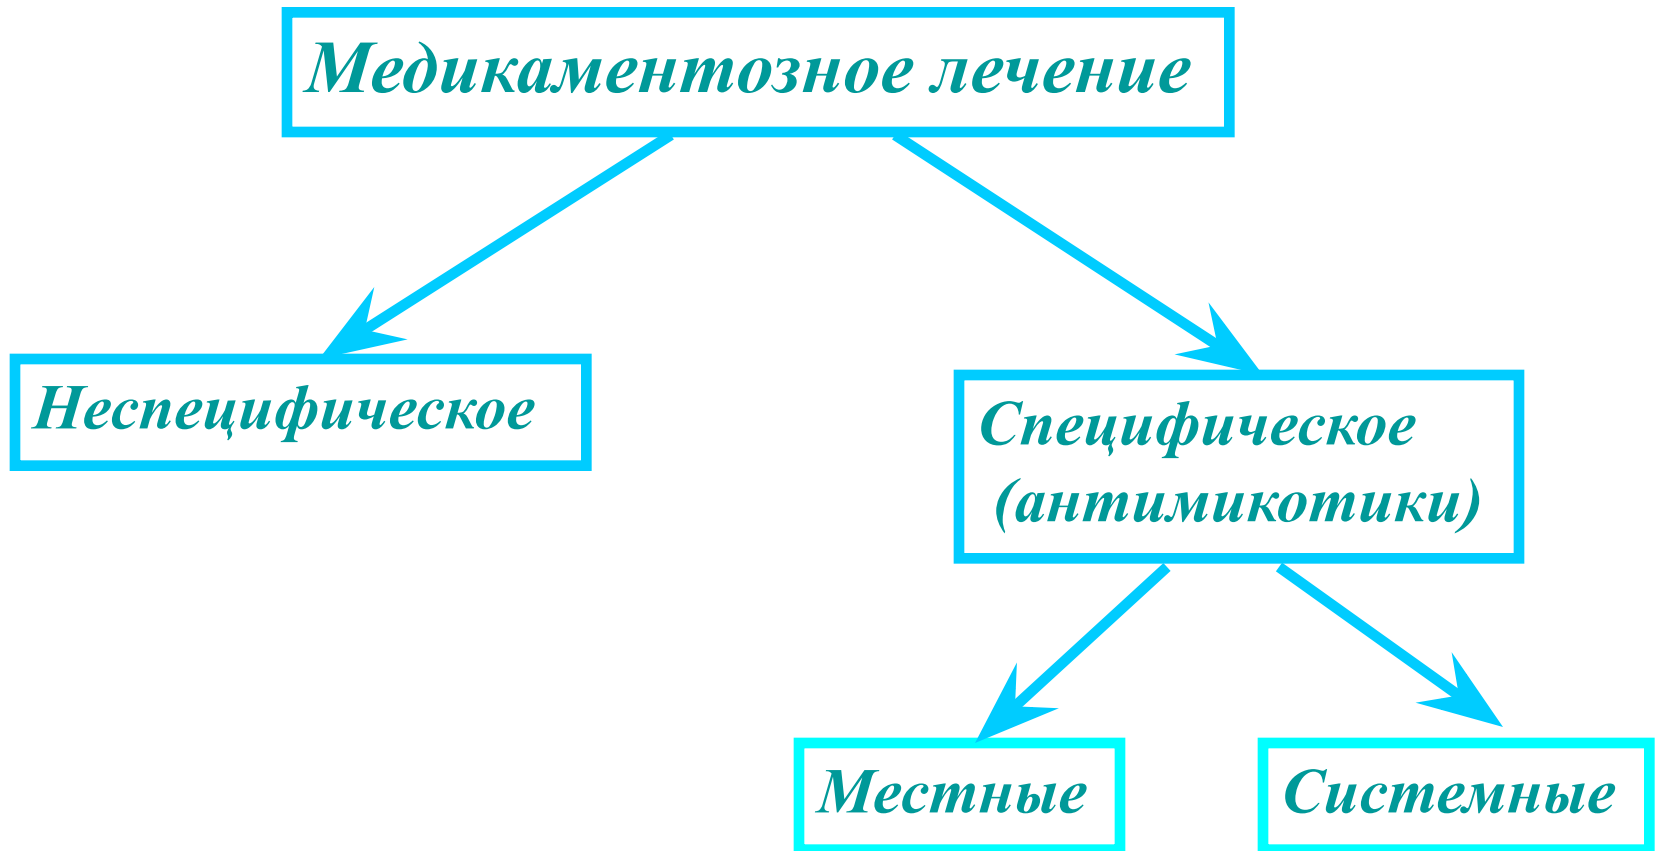 Медикаментозное лечение
Неспецифическое
Специфическое
(антимикотики)
Местные
Системные